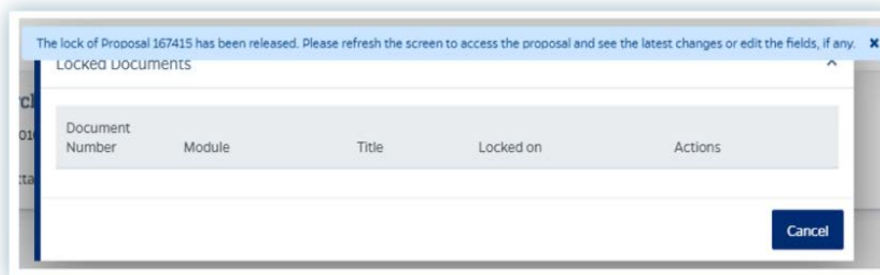 The lock of Proposal 167415 has been released. Please refresh the screen to access the proposal and see the latest changes or edit the fields, if any. ×
Locked Documents
Document
Number Module Title Locked on Actions
Cancel